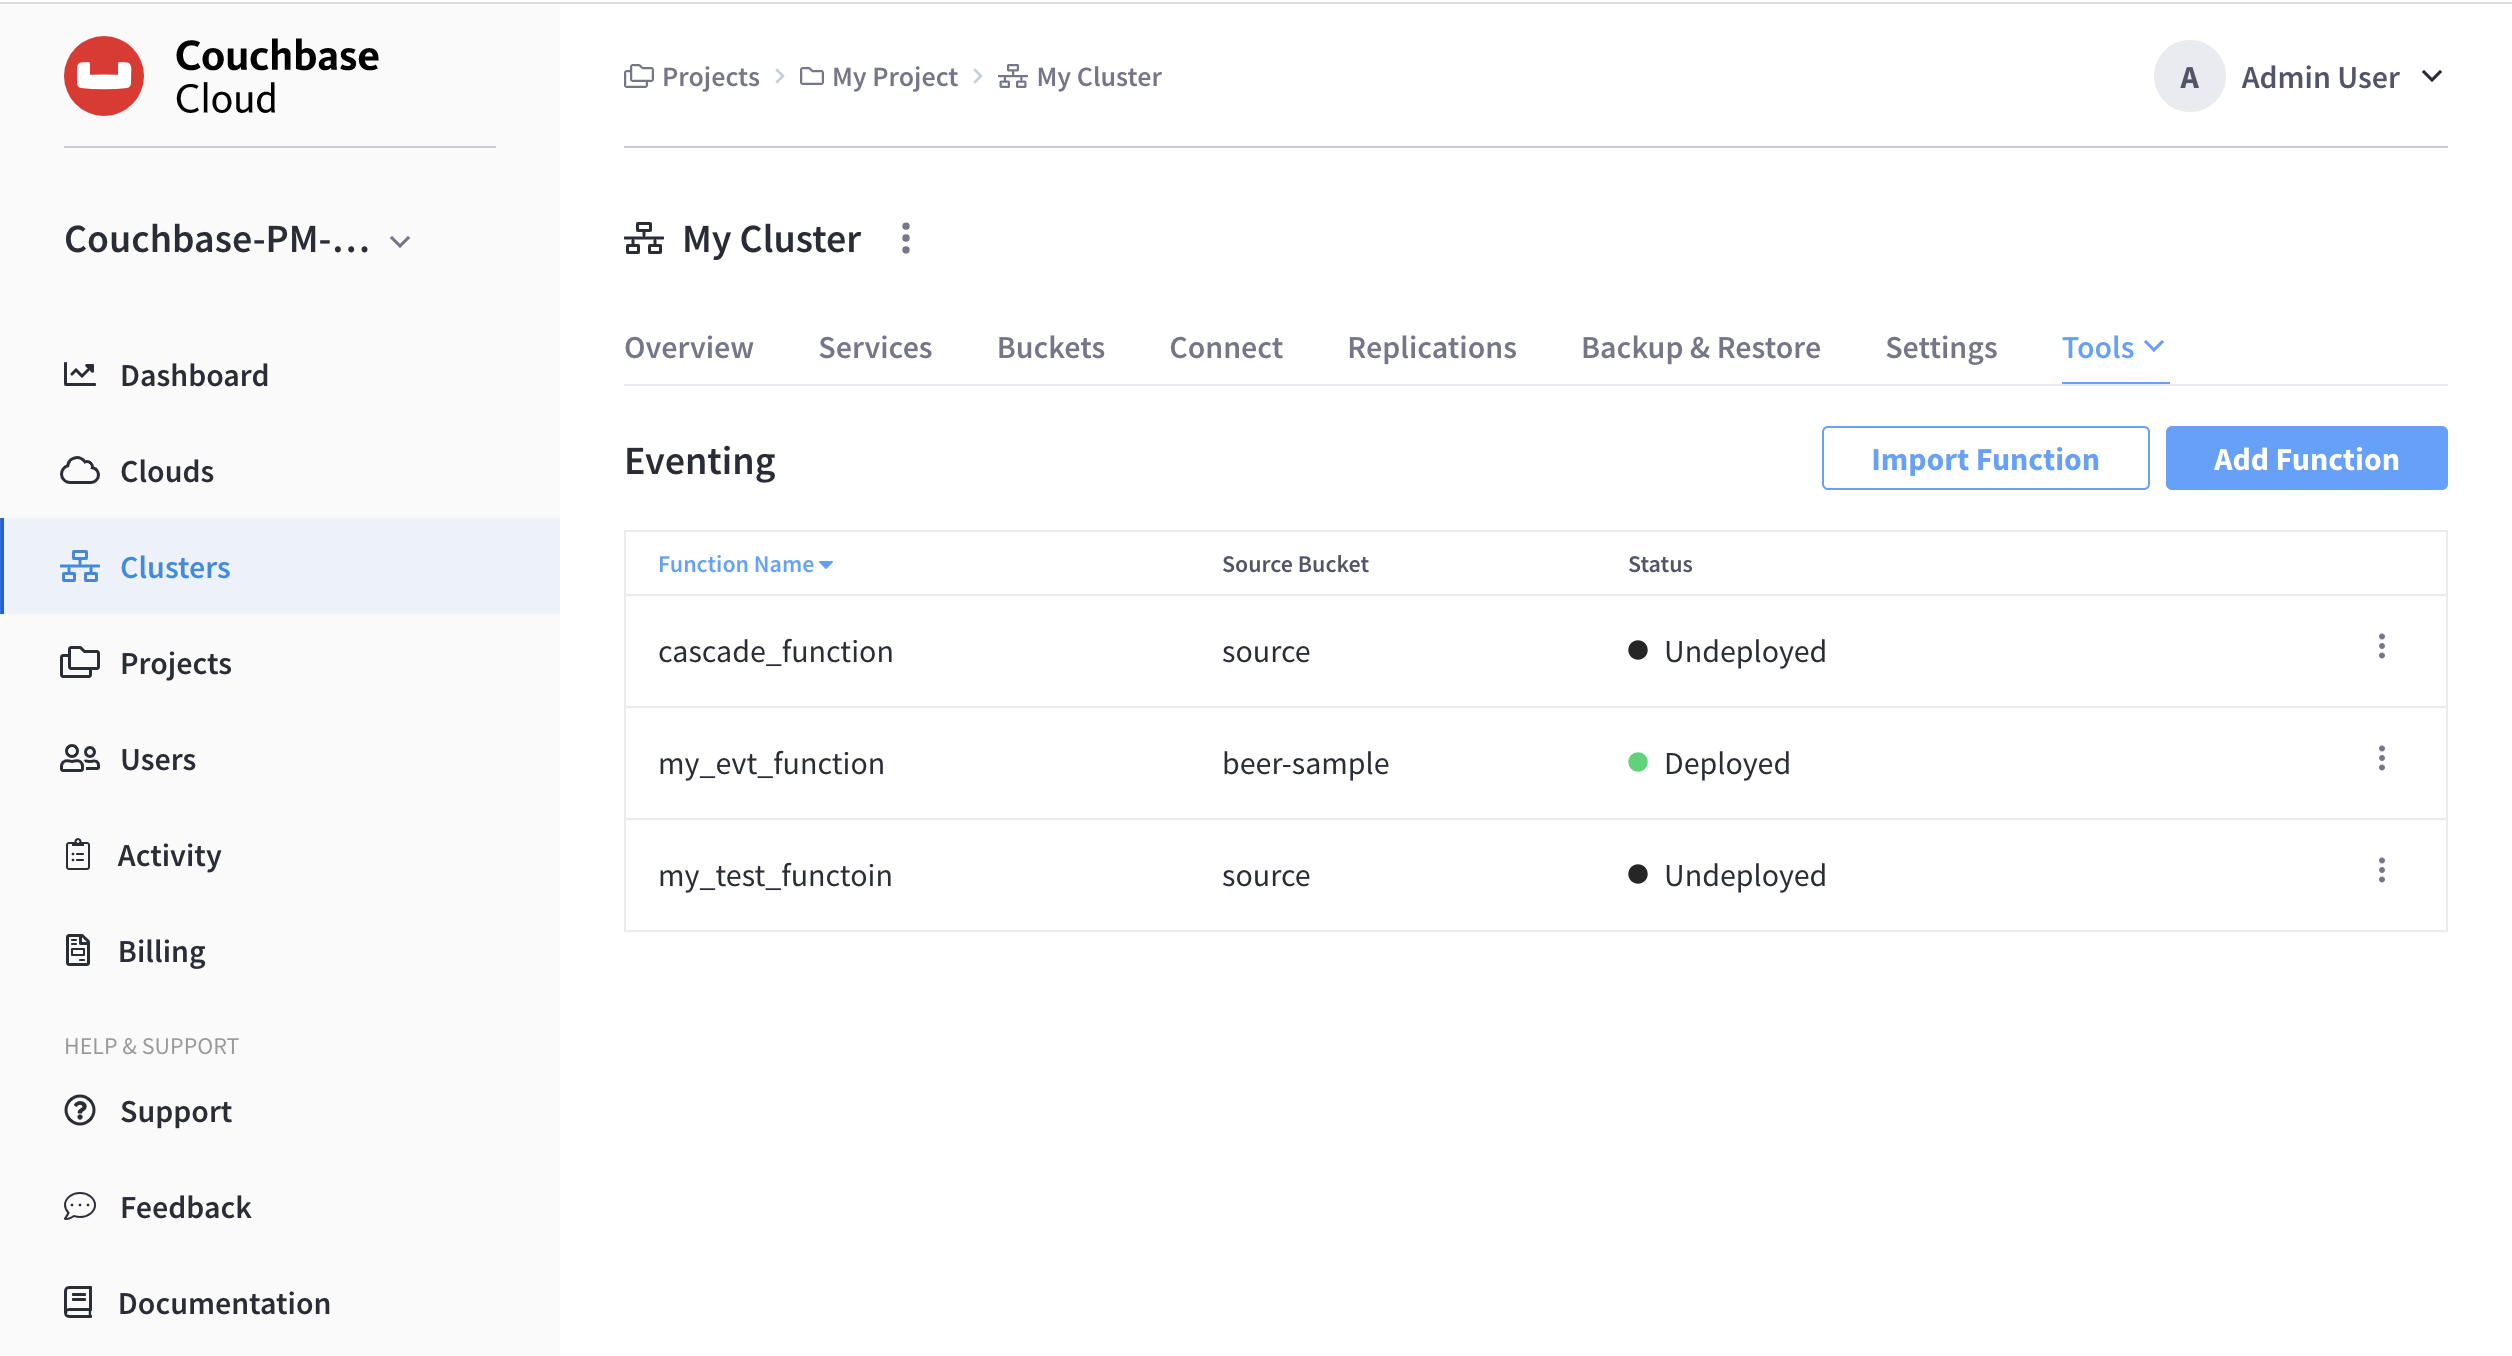 Couchbase
Cloud
Projects > My Project > My Cluster
A Admin User
Couchbase-PM-...
My Cluster
Dashboard
Clouds
Clusters
Projects
Users
Activity
Billing
HELP & SUPPORT
Support
Feedback
Documentation
Overview Services Buckets Connect Replications Backup & Restore Settings Tools
Eventing Import Function Add Function
Function Name Source Bucket Status
cascade_function source Undeployed
my_evt_function beer-sample Deployed
my_test_functoin source Undeployed